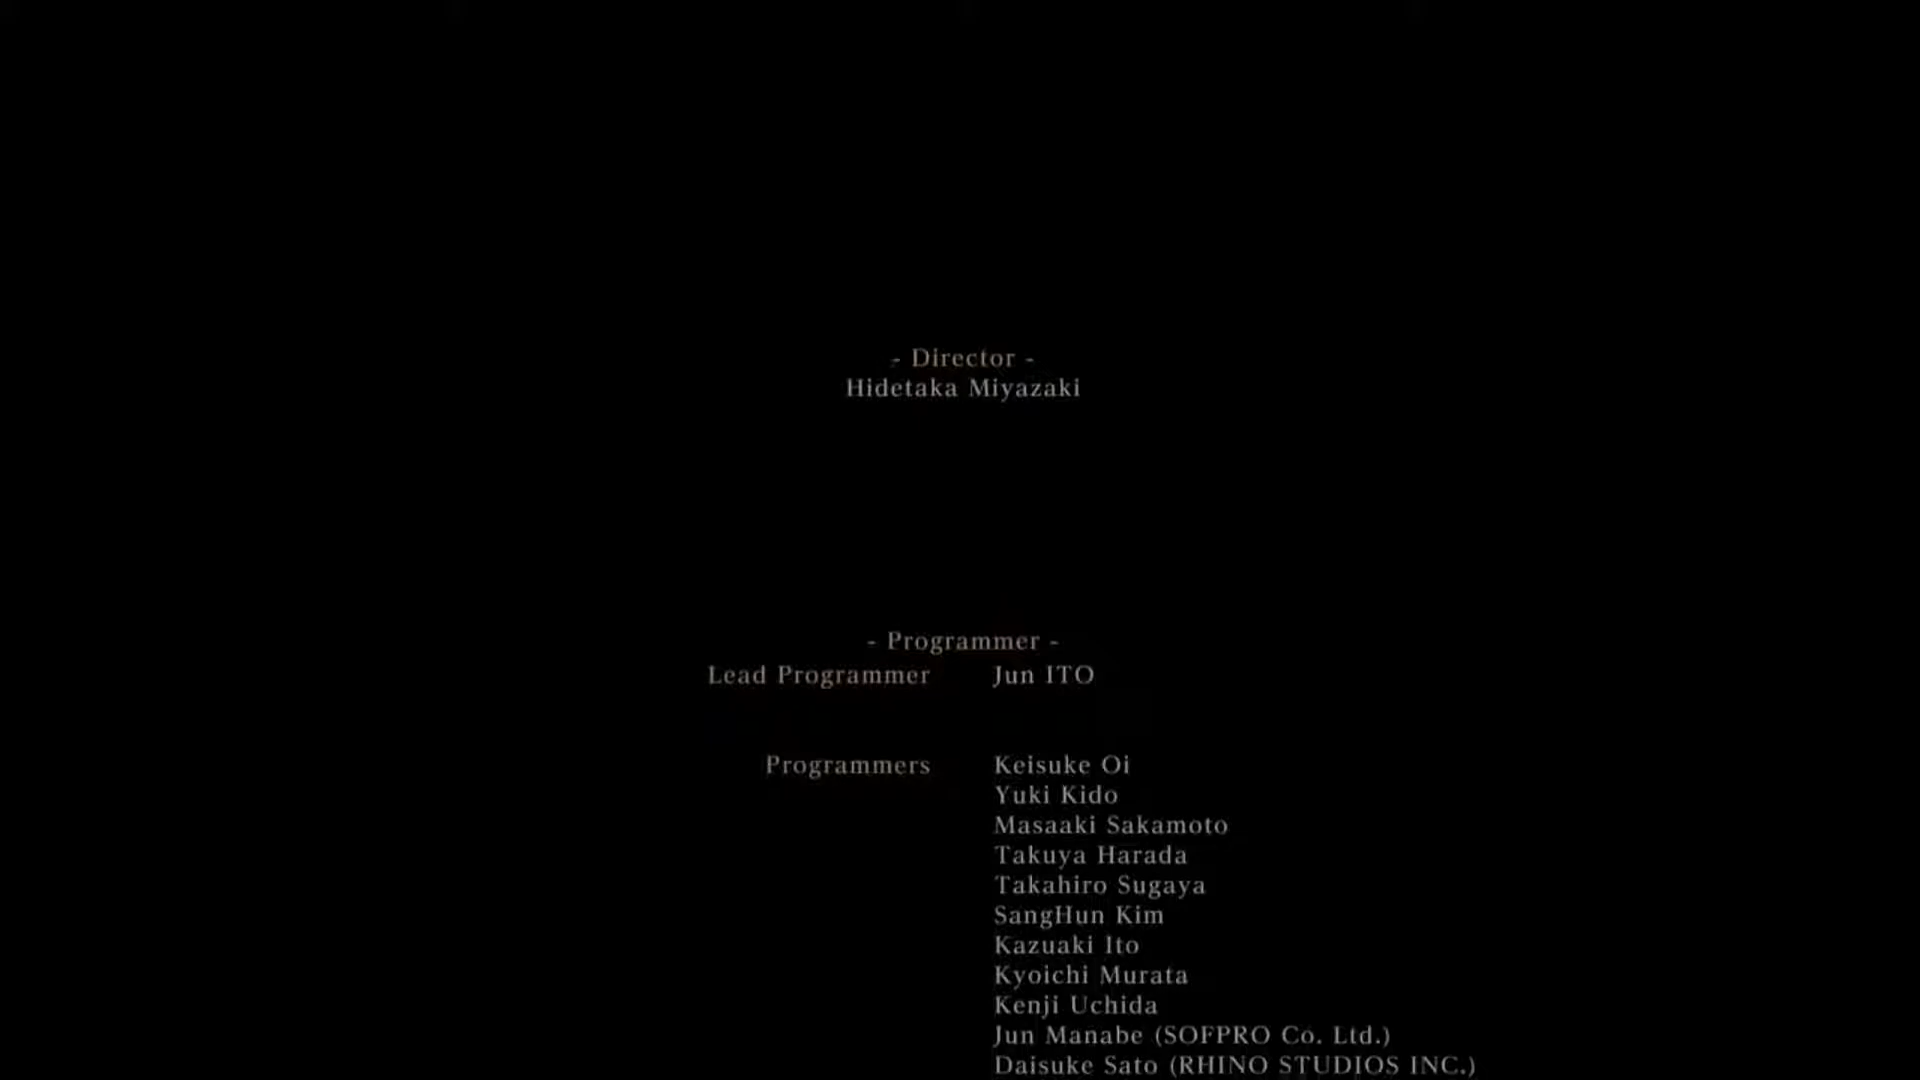 - Director -
Hidetaka Miyazaki
- Programmer -
Lead Programmer Jun ITO
Programmers Keisuke Oi
Yuki Kido
Masaaki Sakamoto
Takuya Harada
Takahiro Sugaya
SangHun Kim
Kazuaki Ito
Kyoichi Murata
Kenji Uchida
Jun Manabe (SOFPRO Co. Ltd.)
Daisuke Sato (RHINO STUDIOS INC.)